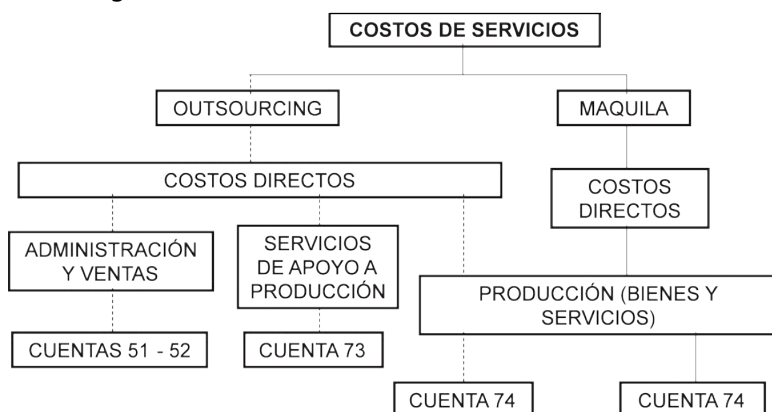 COSTOS DE SERVICIOS
OUTSOURCING
MAQUILA
COSTOS DIRECTOS
COSTOS
DIRECTOS
ADMINISTRACIÓN
Y VENTAS
SERVICIOS
DE APOYO A
PRODUCCIÓN
PRODUCCIÓN (BIENES Y
SERVICIOS)
CUENTAS 51 - 52
CUENTA 73
CUENTA 74
CUENTA 74